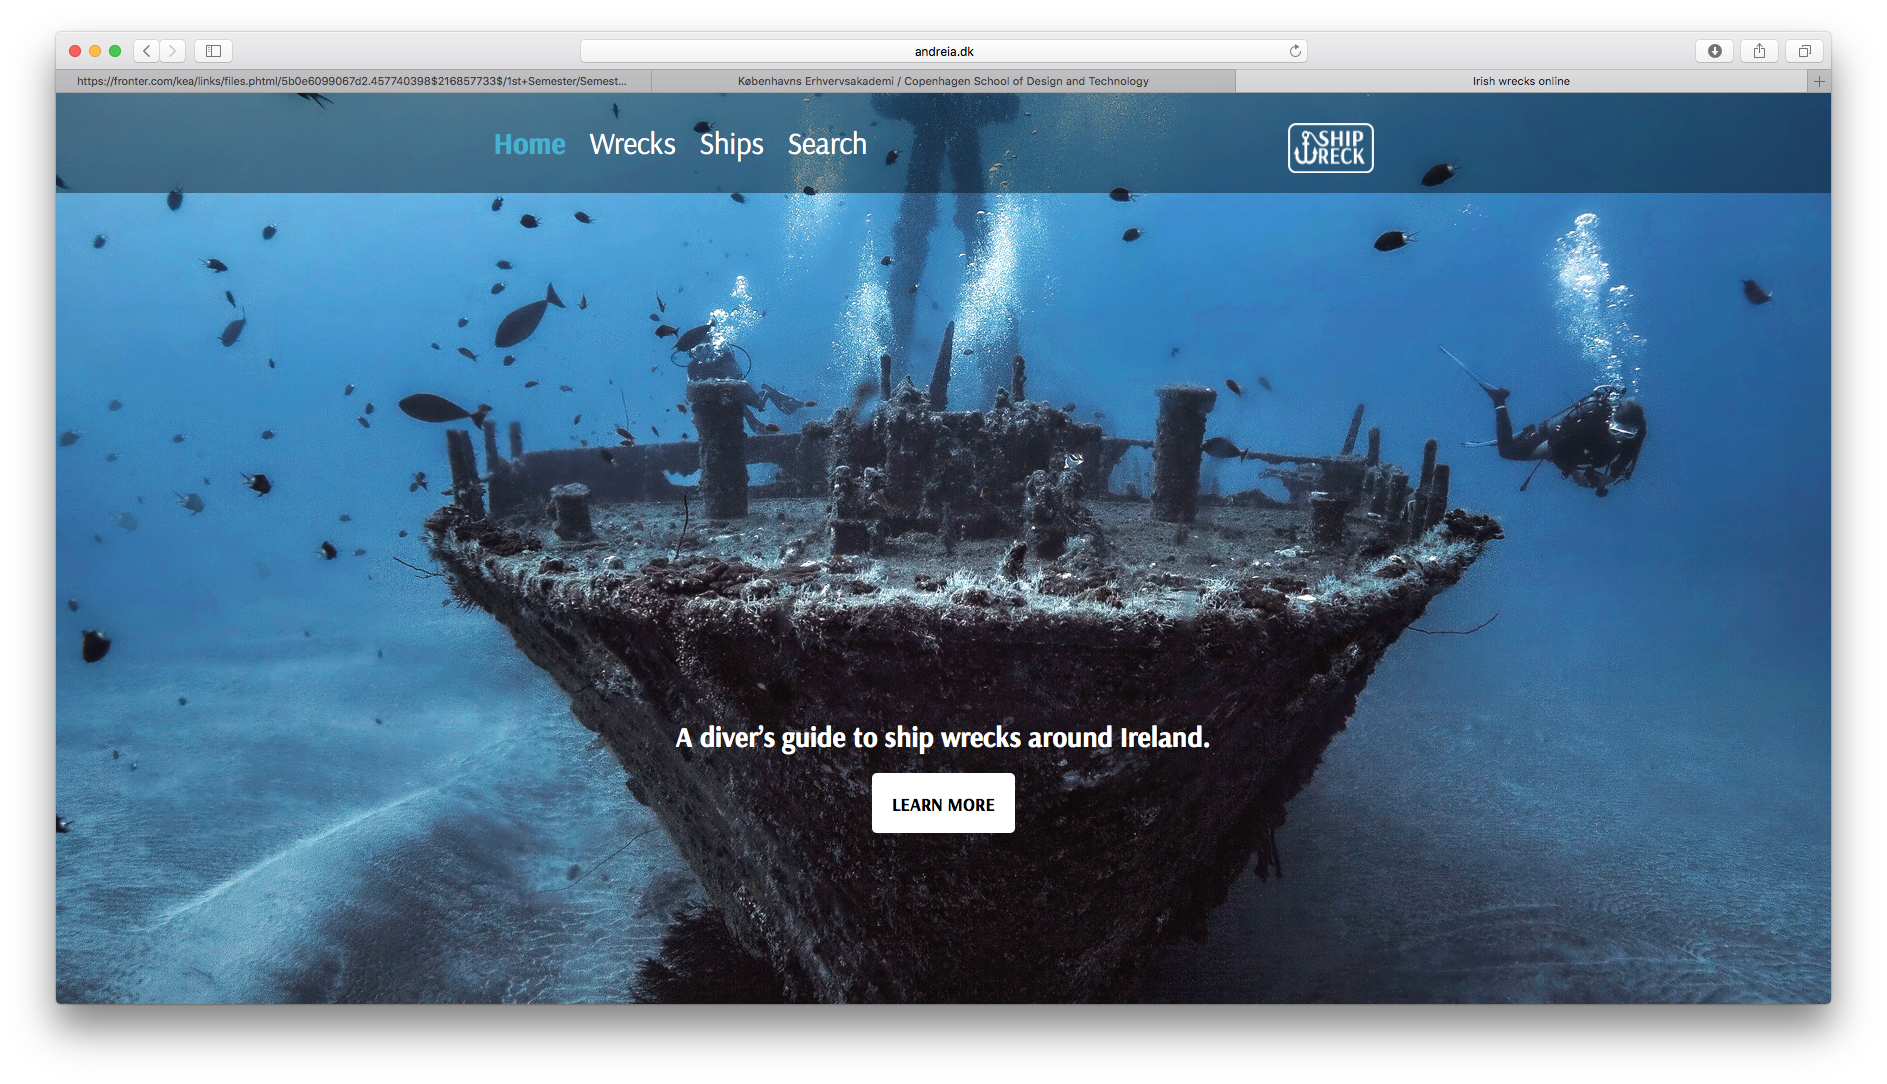 andreia.dk
https://fronter.com/kea/links/files.phtml/5b0e6099067d2.457740398$216857733$/1st+Semester/Semest...
Københavns Erhvervsakademi / Copenhagen School of Design and Technology
Irish wrecks online
Home Wrecks Ships Search
SHIP
WRECK
A diver's guide to ship wrecks around Ireland.
LEARN MORE